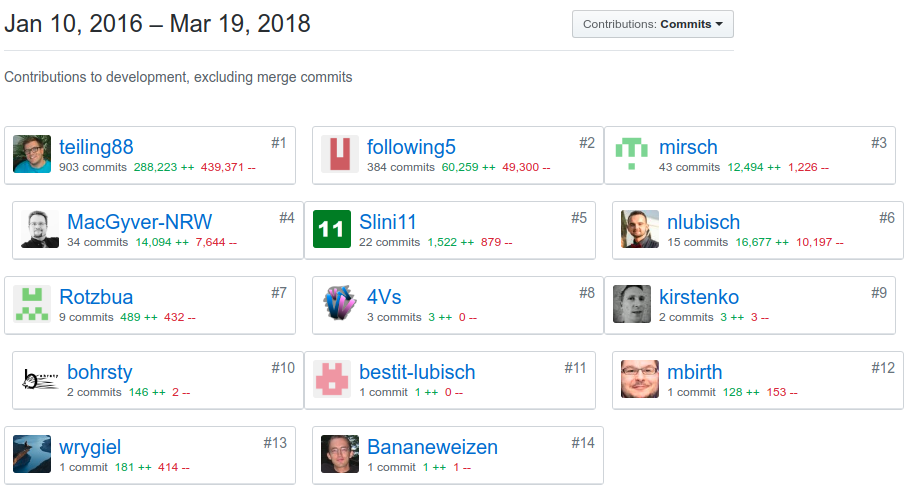 Jan 10, 2016 – Mar 19, 2018
Contributions: Commits
Contributions to development, excluding merge commits
teiling88 #1
903 commits 288,223 ++ 439,371 --
following5 #2
384 commits 60,259 ++ 49,300 --
mirsch #3
43 commits 12,494 ++ 1,226 --
MacGyver-NRW #4
34 commits 14,094 ++ 7,644 --
11
Slini11 #5
22 commits 1,522 ++ 879 --
nlubisch #6
15 commits 16,677 ++ 10,197 --
Rotzbua #7
9 commits 489 ++ 432 --
4Vs #8
3 commits 3 ++ 0 --
kirstenko #9
2 commits 3 ++ 3 --
bohrsty #10
2 commits 146 ++ 2 --
bestit-lubisch #11
1 commit 1 ++ 0 --
mbirth #12
1 commit 128 ++ 153 --
wrygiel #13
1 commit 181 ++ 414 --
Bananeweizen #14
1 commit 1 ++ 1 --